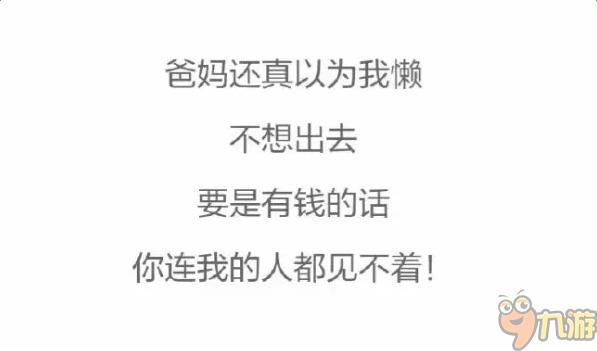 爸妈还真以为我懒
不想出去
要是有钱的话
你连我的人都见不着！
九游